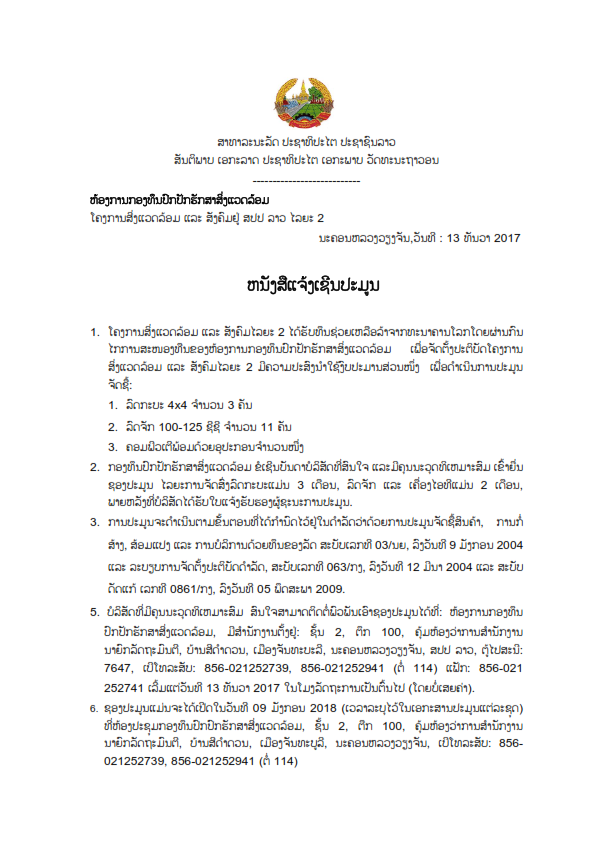 ສາທາລະນະລັດ ປະຊາທິປະໄຕ ປະຊາຊົນລາວ
ສັນຕິພາບ ເອກະລາດ ປະຊາທິປະໄຕ ເອກະພາບ ວັດທະນະຖາວອນ
---------------------------
ຫ້ອງການກອງທຶນປົກປັກຮັກສາສິ່ງແວດລ້ອມ
ໂຄງການສິ່ງແວດລ້ອມ ແລະ ສັງຄົມຢູ່ ສປປ ລາວ ໄລຍະ 2
ນະຄອນຫລວງວຽງຈັນ,ວັນທີ : 13 ທັນວາ 2017
ຫນັງສືແຈ້ງເຊີນປະມູນ
1. ໂຄງການສິ່ງແວດລ້ອມ ແລະ ສັງຄົມໄລຍະ 2 ໄດ້ຮັບທຶນຊ່ວຍເຫລືອລ້າຈາກທະນາຄານໂລກໂດຍຜ່ານກົນ
ໄກການສະໜອງທຶນຂອງຫ້ອງການກອງທຶນປົກປັກຮັກສາສິ່ງແວດລ້ອມ ເພື່ອຈັດຕັ້ງປະຕິບັດໂຄງການ
ສິ່ງແວດລ້ອມ ແລະ ສັງຄົມໄລຍະ 2 ມີຄວາມປະສົງນຳໃຊ້ງົບປະມານສ່ວນໜຶ່ງ ເພື່ອດຳເນີນການປະມູນ
ຈັດຊື້:
1. ລົດກະບະ 4x4 ຈຳນວນ 3 ຄັນ
2. ລົດຈັກ 100-125 ຊີຊີ ຈຳນວນ 11 ຄັນ
3. ຄອມພິວເຕີພ້ອມດ້ວຍອຸປະກອນຈຳນວນໜຶ່ງ
2. ກອງທຶນປົກປັກຮັກສາສິ່ງແວດລ້ອມ ຂໍເຊີນບັນດາບໍລິສັດທີ່ສົນໃຈ ແລະມີຄຸນນະວຸດທິເຫມາະສົມ ເຂົ້າຍື່ນ
ຊອງປະມູນ ໄລຍະການຈັດສົ່ງລົດກະບະແມ່ນ 3 ເດືອນ, ລົດຈັກ ແລະ ເຄື່ອງໄອທີແມ່ນ 2 ເດືອນ,
ພາຍຫລັງທີ່ບໍລິສັດໄດ້ຮັບໃບແຈ້ງຮັບຮອງຜູ້ຊະນະການປະມູນ.
3. ການປະມູນຈະດຳເນີນຕາມຂັ້ນຕອນທີ່ໄດ້ກຳນົດໄວ້ຢູ່ໃນດຳລັດວ່າດ້ວຍການປະມູນຈັດຊື້ສິນຄ້າ, ການກໍ່
ສ້າງ, ສ້ອມແປງ ແລະ ການບໍລິການດ້ວຍທຶນຂອງລັດ ສະບັບເລກທີ 03/ນຍ, ລົງວັນທີ 9 ມັງກອນ 2004
ແລະ ລະບຽບການຈັດຕັ້ງປະຕິບັດດຳລັດ, ສະບັບເລກທີ 063/ກງ, ລົງວັນທີ 12 ມີນາ 2004 ແລະ ສະບັບ
ດັດແກ້ ເລກທີ 0861/ກງ, ລົງວັນທີ 05 ພຶດສະພາ 2009.
5. ບໍລິສັດທີ່ມີຄຸນນະວຸດທິເຫມາະສົມ ສົນໃຈສາມາດຕິດຕໍ່ພົວພັນເອົາຊອງປະມູນໄດ້ທີ່: ຫ້ອງການກອງທຶນ
ປົກປັກຮັກສາສິ່ງແວດລ້ອມ, ມີສຳນັກງານຕັ້ງຢູ່: ຊັ້ນ 2, ຕຶກ 100, ຄຸ້ມຫ້ອງວ່າການສຳນັກງານ
ນາຍົກລັດຖະມົນຕີ, ບ້ານສີດຳດວນ, ເມືອງຈັນທະປະລີ, ນະຄອນຫລວງວຽງຈັນ, ສປປ ລາວ, ຕູ້ໄປສະນີ:
7647, ເບີໂທລະສັບ: 856-021252739, 856-021252941 (ຕໍ່ 114) ແຟັກ: 856-021
252741 ເລີ້ມແຕ່ວັນທີ 13 ທັນວາ 2017 ໃນໂມງລັດຖະການເປັນຕົ້ນໄປ (ໂດຍບໍ່ເສຍຄ່າ).
6. ຊອງປະມູນແມ່ນຈະໄດ້ເປີດໃນວັນທີ 09 ມັງກອນ 2018 (ເວລາລະບຸໄວ້ໃນເອກະສານປະມູນແຕ່ລະຊຸດ)
ທີ່ຫ້ອງປະຊຸມກອງທຶນປົກປັກຮັກສາສິ່ງແວດລ້ອມ, ຊັ້ນ 2, ຕຶກ 100, ຄຸ້ມຫ້ອງວ່າການສຳນັກງານ
ນາຍົກລັດຖະມົນຕີ, ບ້ານສີດຳດວນ, ເມືອງຈັນທະບູລີ, ນະຄອນຫລວງວຽງຈັນ, ເບີໂທລະສັບ: 856-
021252739, 856-021252941 (ຕໍ່ 114)